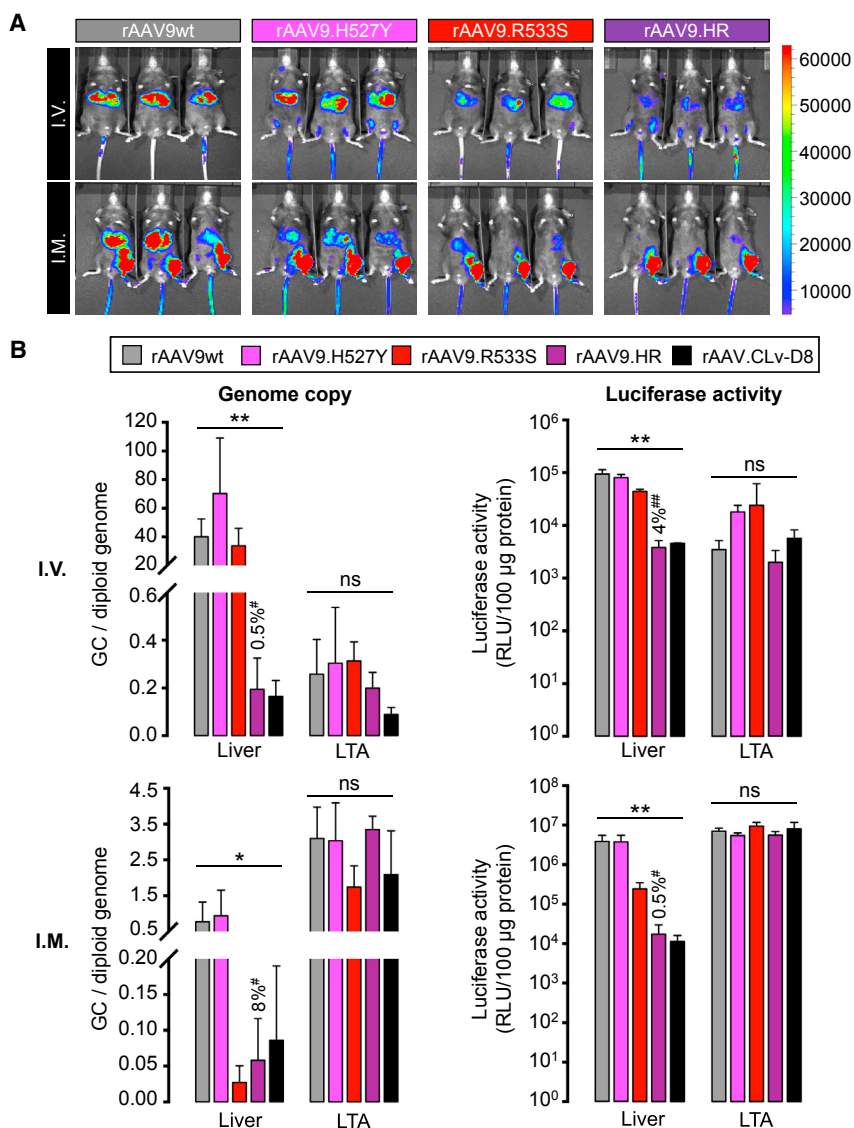 A
rAAV9wt rAAV9.H527Y rAAV9.R533S rAAV9.HR
I.V.
I.M.
60000
50000
40000
30000
20000
10000
B
rAAV9wt rAAV9.H527Y rAAV9.R533S rAAV9.HR rAAV.CLv-D8
Genome copy Luciferase activity
I.V.
GC / diploid genome
120
100
80
60
40
20
0.6
0.4
0.2
0.0
**
0.5%#
ns
Liver LTA
Luciferase activity
(RLU/100 µg protein)
10⁶
10⁵
10⁴
10³
10²
10¹
10⁰
**
4%##
ns
Liver LTA
I.M.
GC / diploid genome
4.5
3.5
2.5
1.5
0.5
0.20
0.15
0.10
0.05
0.00
*
8%#
ns
Liver LTA
Luciferase activity
(RLU/100 µg protein)
10⁸
10⁷
10⁶
10⁵
10⁴
10³
10²
10¹
10⁰
**
0.5%#
ns
Liver LTA